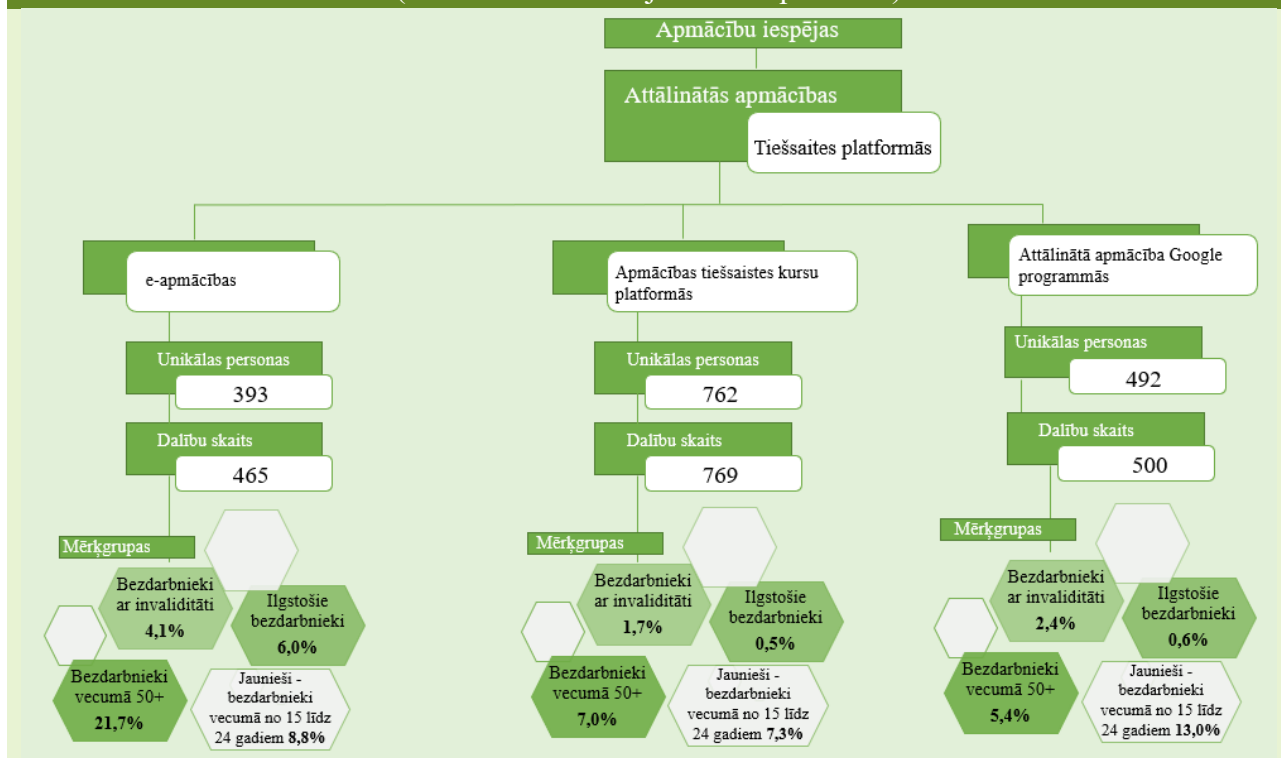 Apmācību iespējas
Attālinātās apmācības
Tiešsaites platformās
e-apmācības
Unikālas personas
393
Dalību skaits
465
Mērķgrupas
Bezdarbnieki
ar invaliditāti
4,1%
Ilgstošie
bezdarbnieki
6,0%
Bezdarbnieki
vecumā 50+
21,7%
Jaunieši -
bezdarbnieki
vecumā no 15 līdz
24 gadiem 8,8%
Apmācības tiešsaistes kursu
platformās
Unikālas personas
762
Dalību skaits
769
Mērķgrupas
Bezdarbnieki
ar invaliditāti
1,7%
Ilgstošie
bezdarbnieki
0,5%
Bezdarbnieki
vecumā 50+
7,0%
Jaunieši -
bezdarbnieki
vecumā no 15 līdz
24 gadiem 7,3%
Attālinātā apmācība Google
programmās
Unikālas personas
492
Dalību skaits
500
Mērķgrupas
Bezdarbnieki
ar invaliditāti
2,4%
Ilgstošie
bezdarbnieki
0,6%
Bezdarbnieki
vecumā 50+
5,4%
Jaunieši -
bezdarbnieki
vecumā no 15 līdz
24 gadiem 13,0%